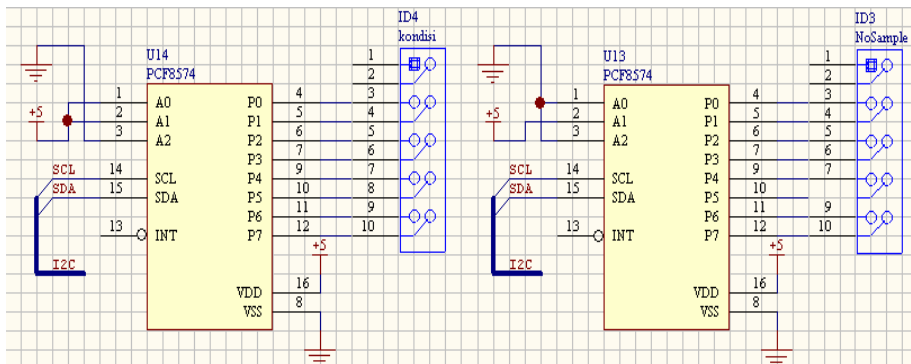 ID4
kondisi
U14
PCF8574
1
2
1 A0 P0 4 3
+5 2 A1 P1 5 4
3 A2 P2 6 5
P3 7 6
SCL 14 SCL P4 9 7
SDA 15 SDA P5 10 8
P6 11 9
13 INT P7 12 10
+5
I2C
VDD 16
VSS 8
ID3
NoSample
U13
PCF8574
1
2
1 A0 P0 4 3
+5 2 A1 P1 5 4
3 A2 P2 6 5
P3 7 6
SCL 14 SCL P4 9 7
SDA 15 SDA P5 10
P6 11 9
13 INT P7 12 10
+5
I2C
VDD 16
VSS 8